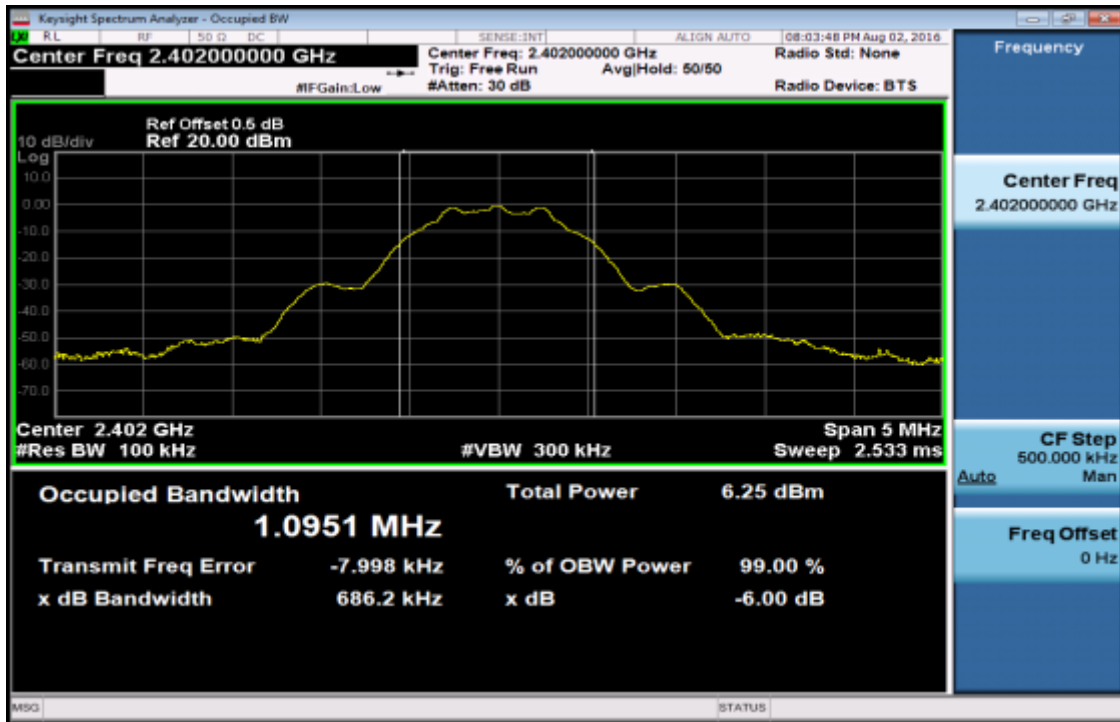 Keysight Spectrum Analyzer - Occupied BW
RL RF 50 Ω DC SENSE:INT ALIGN AUTO 08:03:48 PM Aug 02, 2016
Center Freq 2.402000000 GHz
Center Freq: 2.402000000 GHz Radio Std: None
Trig: Free Run Avg|Hold: 50/50
#IFGain:Low #Atten: 30 dB Radio Device: BTS
Ref Offset 0.5 dB
10 dB/div Ref 20.00 dBm
Log
10.0
0.00
-10.0
-20.0
-30.0
-40.0
-50.0
-60.0
-70.0
Center 2.402 GHz Span 5 MHz
#Res BW 100 kHz #VBW 300 kHz Sweep 2.533 ms
Occupied Bandwidth Total Power 6.25 dBm
1.0951 MHz
Transmit Freq Error -7.998 kHz % of OBW Power 99.00 %
x dB Bandwidth 686.2 kHz x dB -6.00 dB
MSG STATUS
Frequency
Center Freq
2.402000000 GHz
CF Step
500.000 kHz
Auto Man
Freq Offset
0 Hz